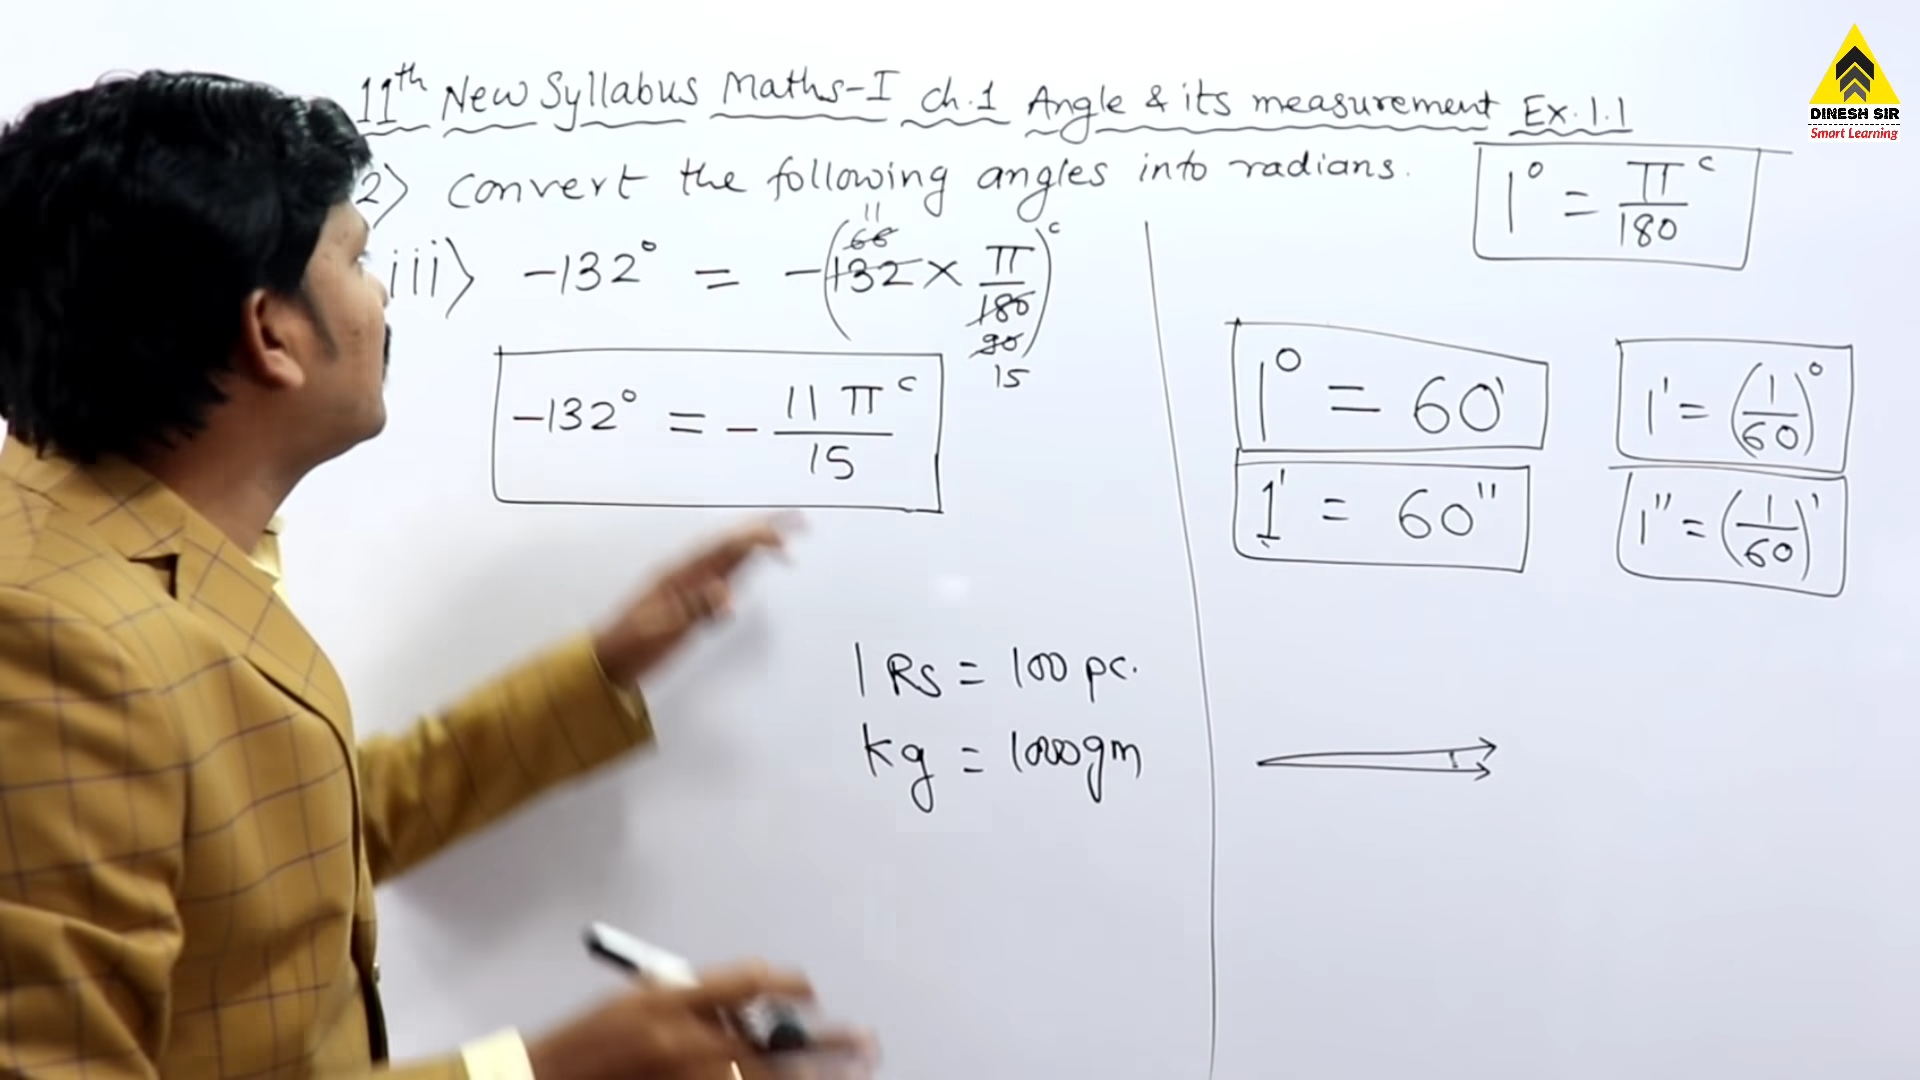 11th New Syllabus Maths-I ch.1 Angle & its measurement Ex.1.1
2) convert the following angles into radians.
1° = π/180 ᶜ
iii) -132° = -(132 × π/180)ᶜ
66
11
90
15
-132° = - 11π/15 ᶜ
1° = 60'
1' = (1/60)°
1' = 60"
1" = (1/60)'
1 Rs = 100 pc.
kg = 1000gm
DINESH SIR
Smart Learning